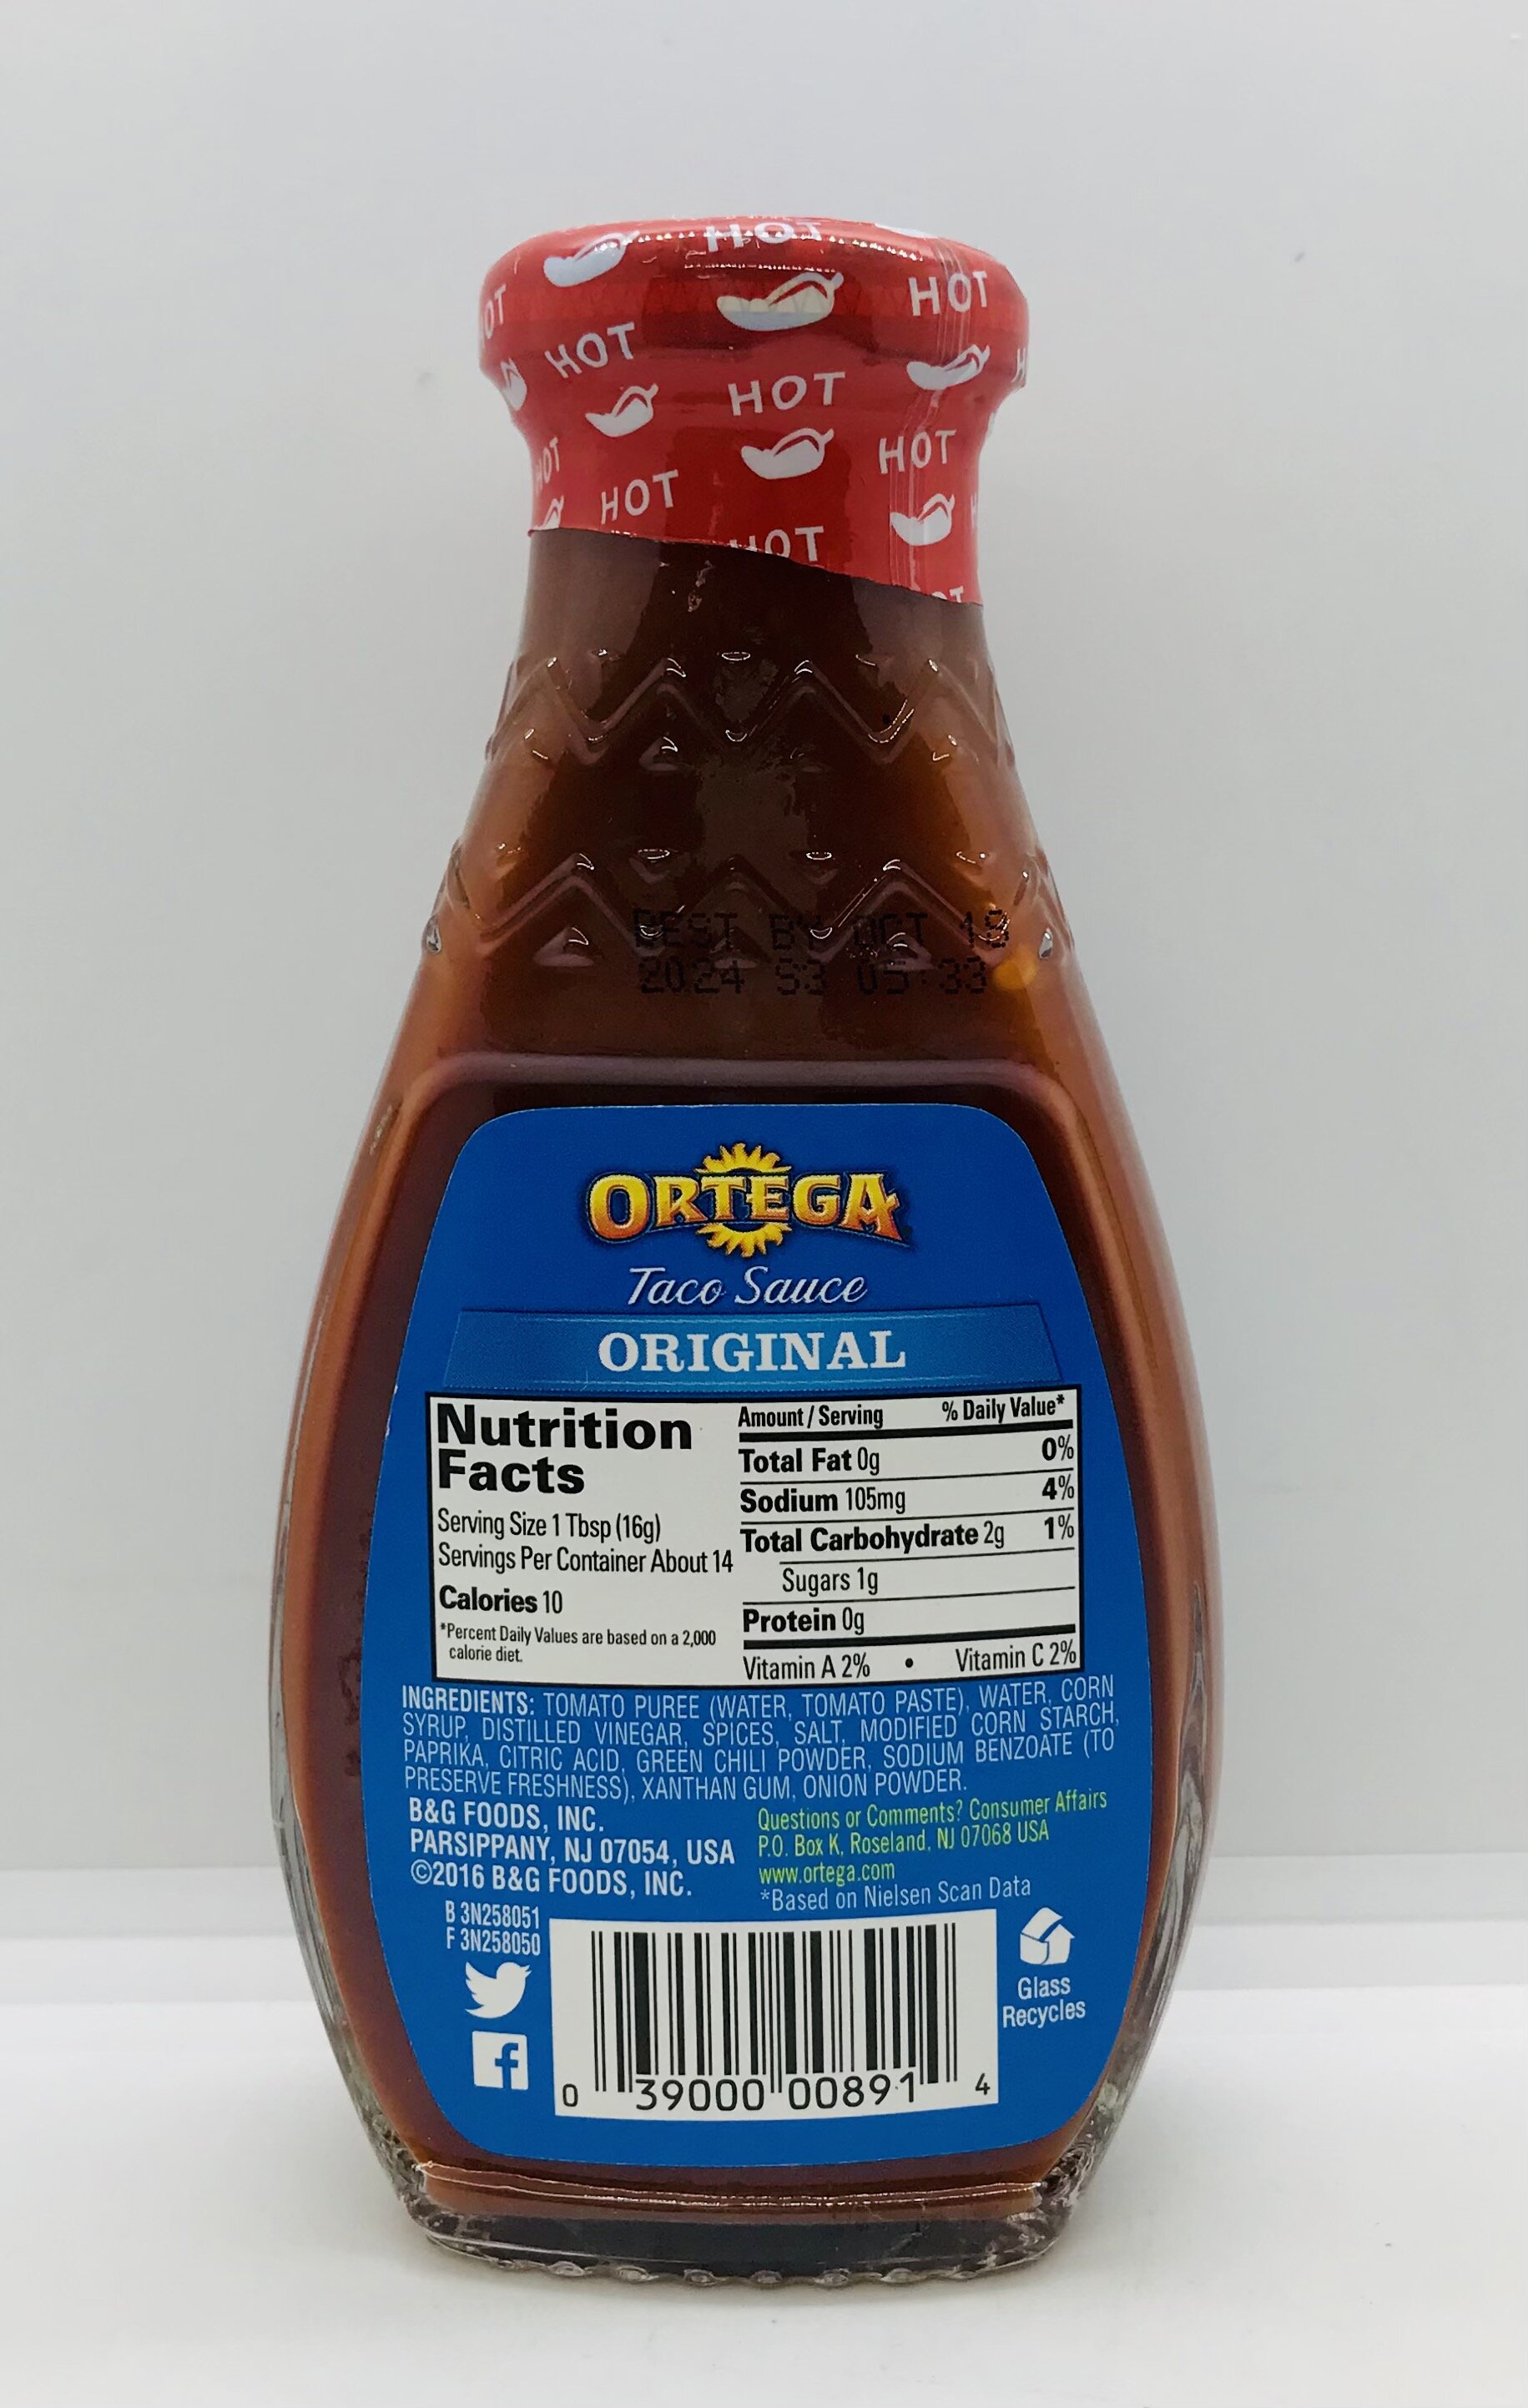 HOT
HOT
HOT
HOT
HOT
HOT
HOT
HOT
BEST BY OCT 19
2024 S3 05:33
ORTEGA
Taco Sauce
ORIGINAL
Nutrition
Facts
Serving Size 1 Tbsp (16g)
Servings Per Container About 14
Calories 10
*Percent Daily Values are based on a 2,000
calorie diet.
Amount / Serving % Daily Value*
Total Fat 0g 0%
Sodium 105mg 4%
Total Carbohydrate 2g 1%
Sugars 1g
Protein 0g
Vitamin A 2% • Vitamin C 2%
INGREDIENTS: TOMATO PUREE (WATER, TOMATO PASTE), WATER, CORN
SYRUP, DISTILLED VINEGAR, SPICES, SALT, MODIFIED CORN STARCH,
PAPRIKA, CITRIC ACID, GREEN CHILI POWDER, SODIUM BENZOATE (TO
PRESERVE FRESHNESS), XANTHAN GUM, ONION POWDER.
B&G FOODS, INC.
PARSIPPANY, NJ 07054, USA
©2016 B&G FOODS, INC.
Questions or Comments? Consumer Affairs
P.O. Box K, Roseland, NJ 07068 USA
www.ortega.com
*Based on Nielsen Scan Data
B 3N258051
F 3N258050
Glass
Recycles
0 39000 00891 4